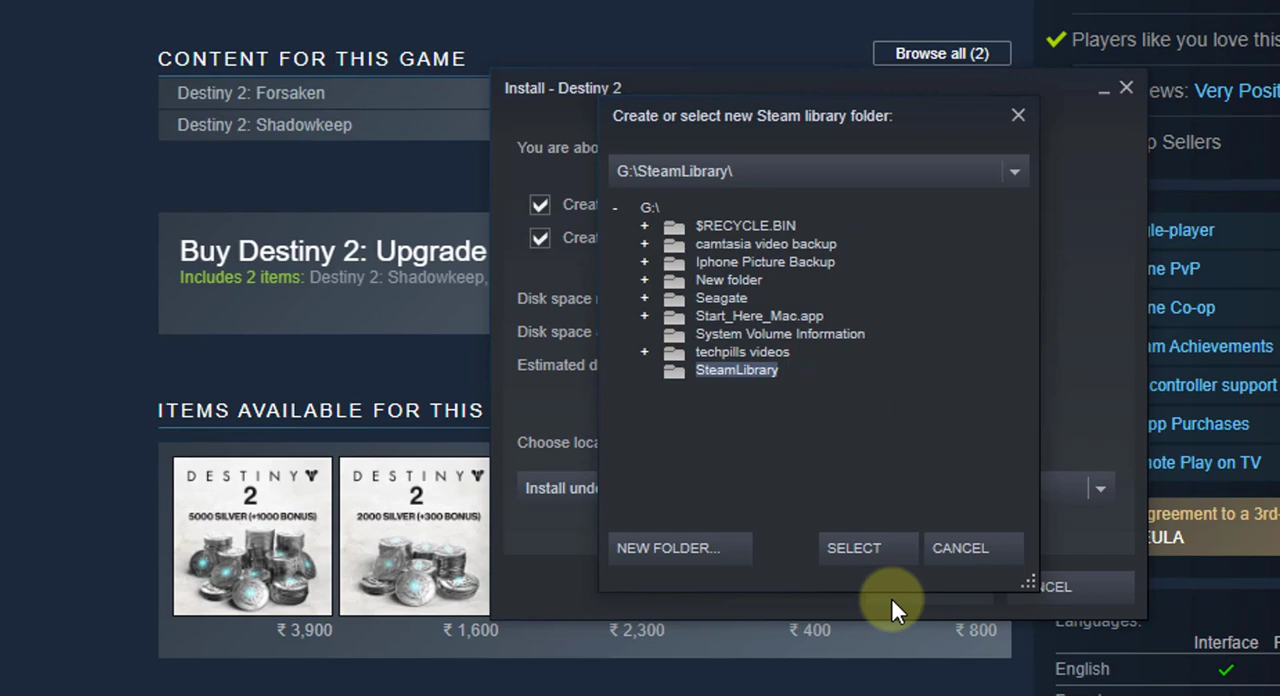 CONTENT FOR THIS GAME
Browse all (2)
Destiny 2: Forsaken
Destiny 2: Shadowkeep
Buy Destiny 2: Upgrade
Includes 2 items: Destiny 2: Shadowkeep,
ITEMS AVAILABLE FOR THIS
DESTINY
2
5000 SILVER (+1000 BONUS)
DESTINY
2
2000 SILVER (+300 BONUS)
₹ 3,900
₹ 1,600
₹ 2,300
₹ 400
₹ 800
Install - Destiny 2
You are abo
Creat
Creat
Disk space
Disk space
Estimated d
Choose loca
Install unde
NCEL
Create or select new Steam library folder:
G:\SteamLibrary\
- G:\
+ $RECYCLE.BIN
+ camtasia video backup
+ Iphone Picture Backup
+ New folder
+ Seagate
+ Start_Here_Mac.app
System Volume Information
+ techpills videos
SteamLibrary
NEW FOLDER...
SELECT
CANCEL
Players like you love this
ews: Very Posit
p Sellers
le-player
ne PvP
ne Co-op
m Achievements
controller support
pp Purchases
note Play on TV
greement to a 3rd-
EULA
Languages:
Interface
English ✓